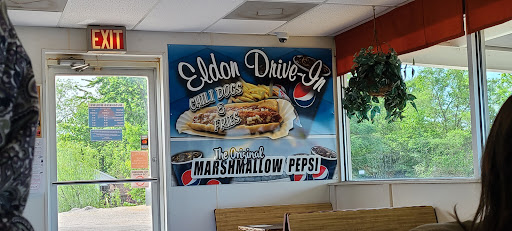 EXIT
Eldon Drive-In
CHILI DOGS
&
FRIES
The Original
MARSHMALLOW PEPSI